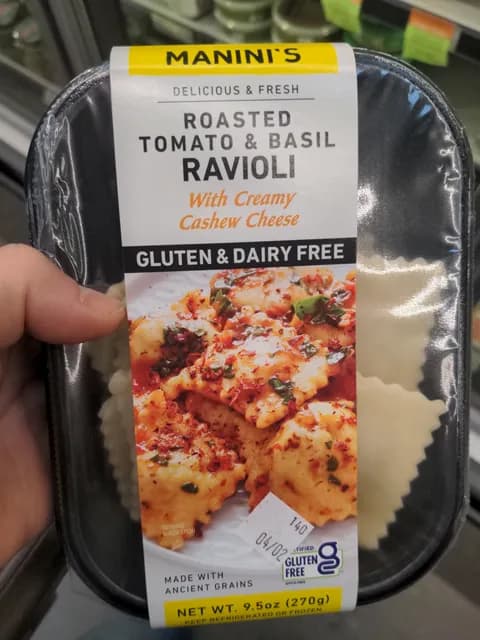 MANINI'S
DELICIOUS & FRESH
ROASTED
TOMATO & BASIL
RAVIOLI
With Creamy
Cashew Cheese
GLUTEN & DAIRY FREE
140
04/02
GLUTEN
FREE
MADE WITH
ANCIENT GRAINS
NET WT. 9.5oz (270g)
KEEP REFRIGERATED OR FROZEN